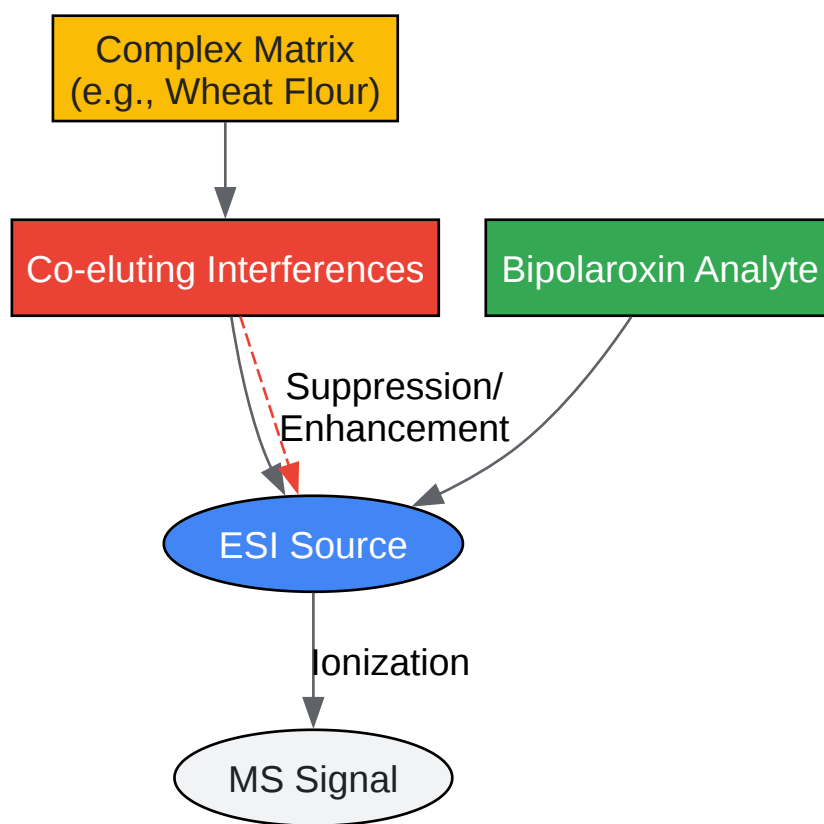 Complex Matrix
(e.g., Wheat Flour)
Co-eluting Interferences
Bipolaroxin Analyte
Suppression/
Enhancement
ESI Source
Ionization
MS Signal